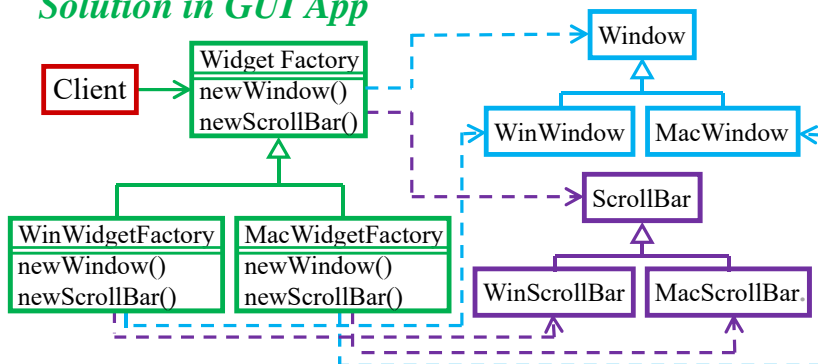 Solution in GUI App
Client
Widget Factory
newWindow()
newScrollBar()
Window
WinWindow
MacWindow
ScrollBar
WinWidgetFactory
newWindow()
newScrollBar()
MacWidgetFactory
newWindow()
newScrollBar()
WinScrollBar
MacScrollBar.